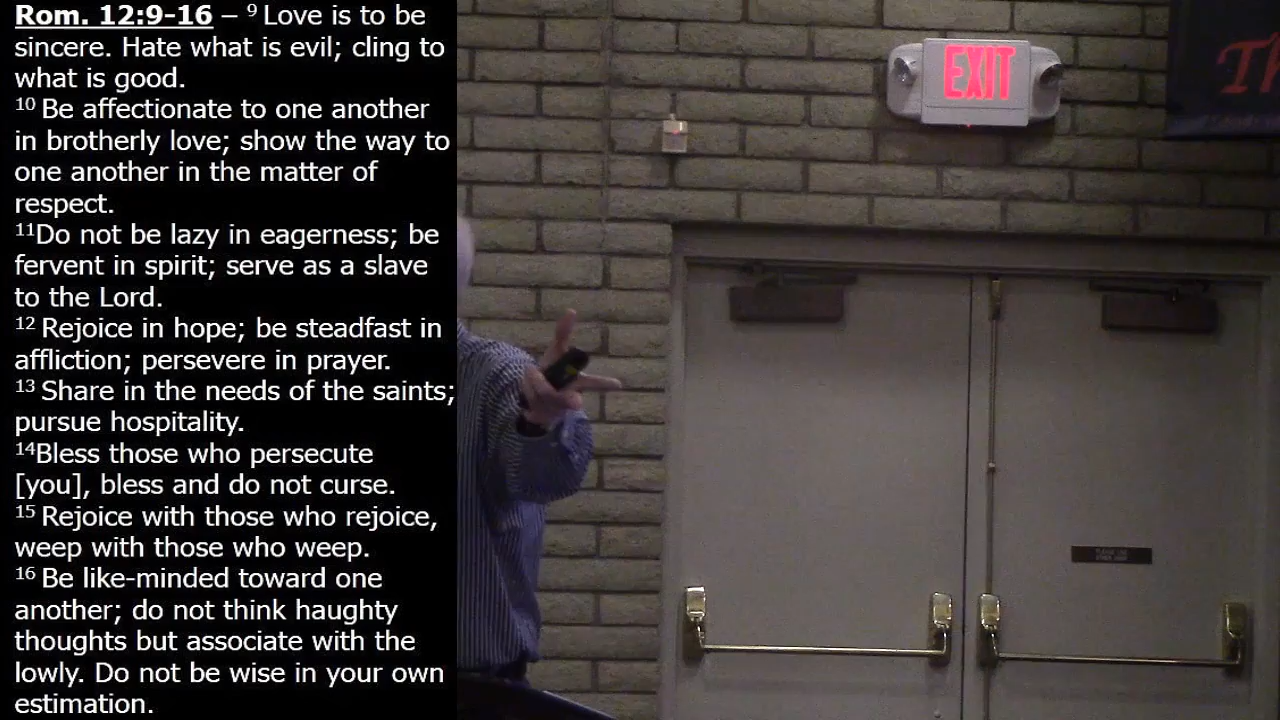 Rom. 12:9-16 – ⁹ Love is to be
sincere. Hate what is evil; cling to
what is good.
¹⁰ Be affectionate to one another
in brotherly love; show the way to
one another in the matter of
respect.
¹¹Do not be lazy in eagerness; be
fervent in spirit; serve as a slave
to the Lord.
¹² Rejoice in hope; be steadfast in
affliction; persevere in prayer.
¹³ Share in the needs of the saints;
pursue hospitality.
¹⁴Bless those who persecute
[you], bless and do not curse.
¹⁵ Rejoice with those who rejoice,
weep with those who weep.
¹⁶ Be like-minded toward one
another; do not think haughty
thoughts but associate with the
lowly. Do not be wise in your own
estimation.
EXIT